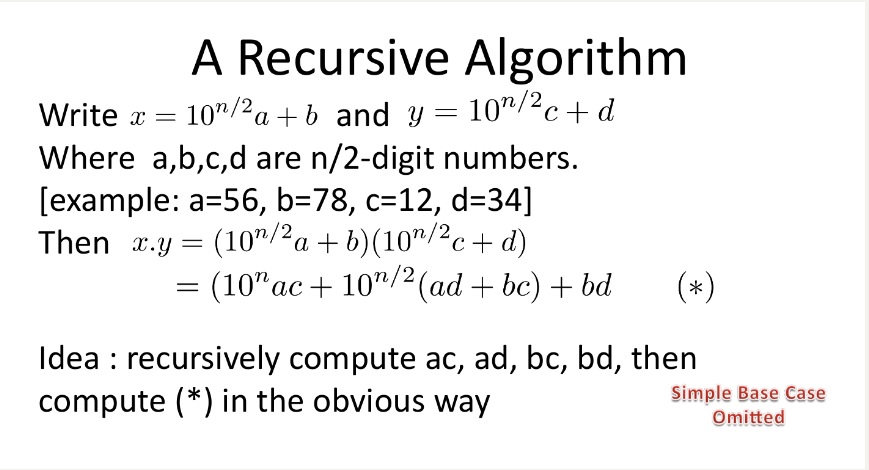 A Recursive Algorithm
Write x = 10^{n/2}a + b and y = 10^{n/2}c + d
Where a,b,c,d are n/2-digit numbers.
[example: a=56, b=78, c=12, d=34]
Then x.y = (10^{n/2}a + b)(10^{n/2}c + d)
= (10^{n}ac + 10^{n/2}(ad + bc) + bd (*)
Idea : recursively compute ac, ad, bc, bd, then
compute (*) in the obvious way
Simple Base Case
Omitted